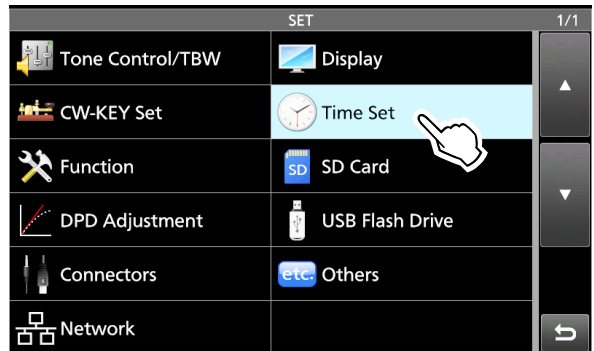 SET 1/1
Tone Control/TBW
Display
CW-KEY Set
Time Set
Function
SD SD Card
DPD Adjustment
USB Flash Drive
Connectors
etc. Others
Network